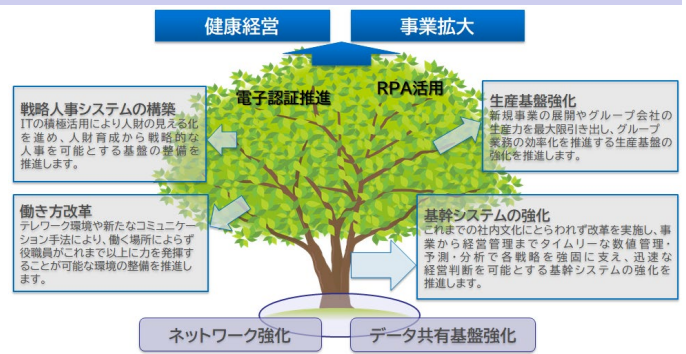 健康経営
事業拡大
電子認証推進
RPA活用
戦略人事システムの構築
ITの積極活用により人財の見える化
を進め、人財育成から戦略的な
人事を可能とする基盤の整備を
推進します。
生産基盤強化
新規事業の展開やグループ会社の
生産力を最大限引き出し、グループ
業務の効率化を推進する生産基盤の
強化を推進します。
働き方改革
テレワーク環境や新たなコミュニケー
ション手法により、働く場所によらず
役職員がこれまで以上に力を発揮す
ることが可能な環境の整備を推進し
ます。
基幹システムの強化
これまでの社内文化にとらわれず改革を実施し、事
業から経営管理までタイムリーな数値管理・
予測・分析で各戦略を強固に支え、迅速な
経営判断を可能とする基幹システムの強化を
推進します。
ネットワーク強化
データ共有基盤強化